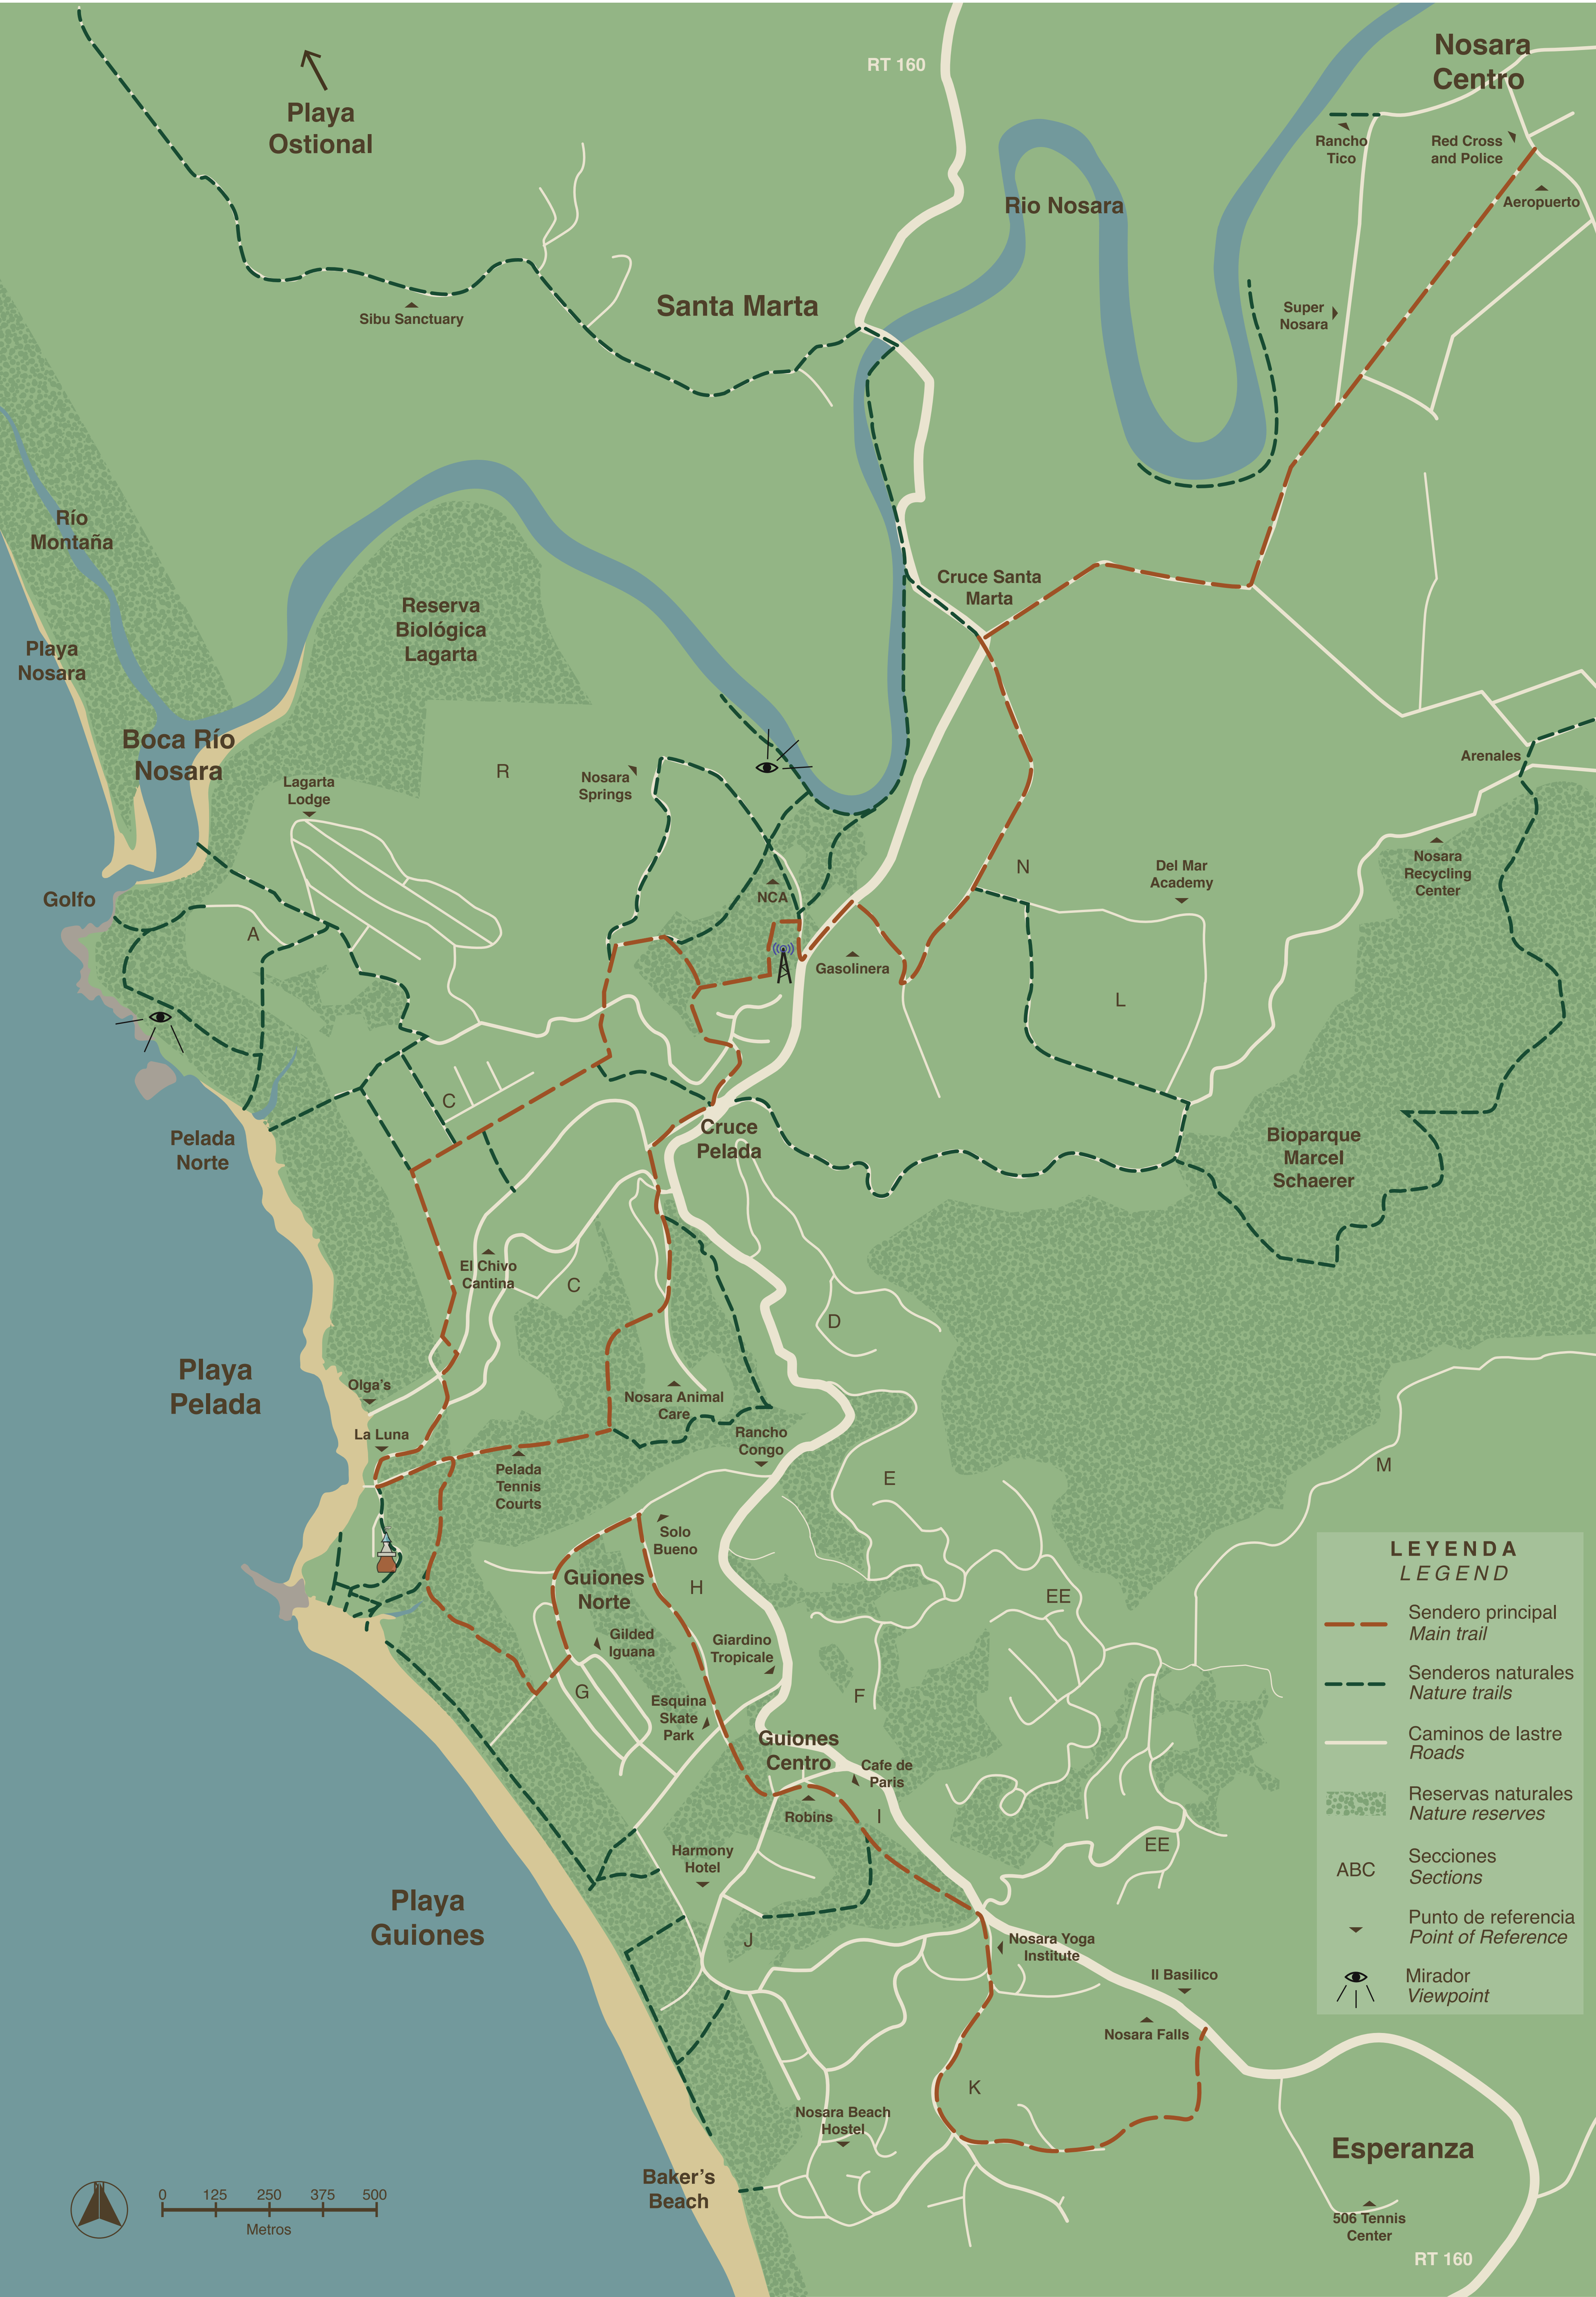 Nosara
Centro
RT 160
Playa
Ostional
Rancho
Tico
Red Cross
and Police
Aeropuerto
Rio Nosara
Santa Marta
Sibu Sanctuary
Super
Nosara
Río
Montaña
Cruce Santa
Marta
Reserva
Biológica
Lagarta
Playa
Nosara
Boca Río
Nosara
Arenales
R
Nosara
Springs
Lagarta
Lodge
N
Del Mar
Academy
Nosara
Recycling
Center
NCA
Golfo
A
Gasolinera
L
C
Cruce
Pelada
Pelada
Norte
Bioparque
Marcel
Schaerer
El Chivo
Cantina
C
D
Playa
Pelada
Olga's
Nosara Animal
Care
La Luna
Rancho
Congo
Pelada
Tennis
Courts
E
M
Solo
Bueno
Guiones
Norte
H
EE
Gilded
Iguana
Giardino
Tropicale
G
Esquina
Skate
Park
F
Guiones
Centro
Cafe de
Paris
Robins
I
EE
Harmony
Hotel
Playa
Guiones
J
Nosara Yoga
Institute
Il Basilico
Nosara Falls
K
Nosara Beach
Hostel
Esperanza
Baker's
Beach
506 Tennis
Center
RT 160
LEYENDA
LEGEND
Sendero principal
Main trail
Senderos naturales
Nature trails
Caminos de lastre
Roads
Reservas naturales
Nature reserves
ABC
Secciones
Sections
Punto de referencia
Point of Reference
Mirador
Viewpoint
0 125 250 375 500
Metros